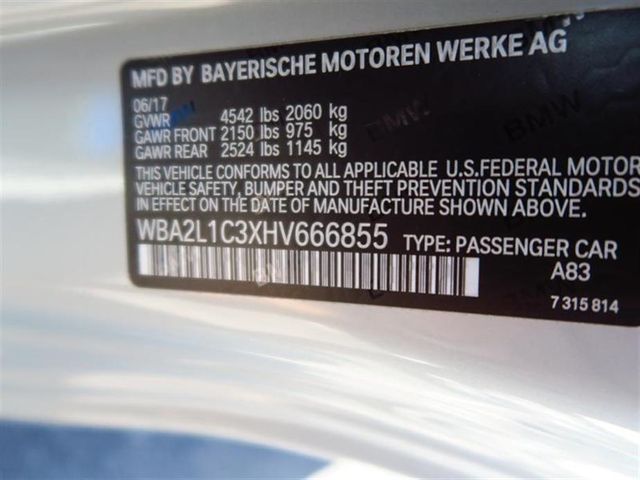 MFD BY BAYERISCHE MOTOREN WERKE AG
06/17
GVWR 4542 lbs 2060 kg
GAWR FRONT 2150 lbs 975 kg
GAWR REAR 2524 lbs 1145 kg
THIS VEHICLE CONFORMS TO ALL APPLICABLE U.S.FEDERAL MOTOR
VEHICLE SAFETY, BUMPER AND THEFT PREVENTION STANDARDS
IN EFFECT ON THE DATE OF MANUFACTURE SHOWN ABOVE.
WBA2L1C3XHV666855 TYPE: PASSENGER CAR
A83
7 315 814
BMW
BMW